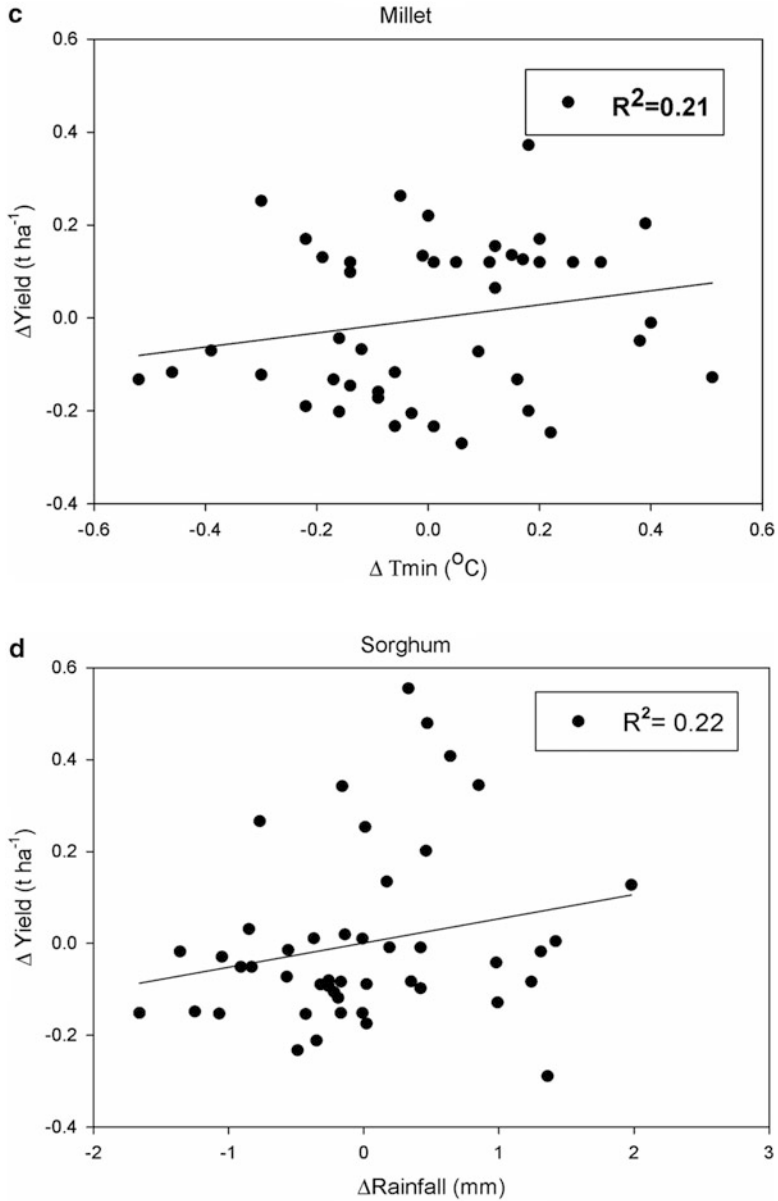 c
Millet
0.6
R²=0.21
0.4
0.2
0.0
-0.2
-0.4
ΔYield (t ha⁻¹)
-0.6
-0.4
-0.2
0.0
0.2
0.4
0.6
Δ Tmin (ᴼC)
d
Sorghum
0.6
R²= 0.22
0.4
0.2
0.0
-0.2
-0.4
Δ Yield (t ha⁻¹)
-2
-1
0
1
2
3
ΔRainfall (mm)